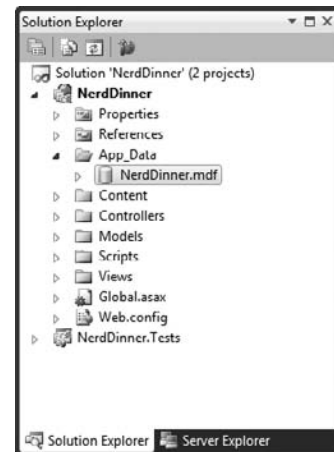 Solution Explorer
Solution 'NerdDinner' (2 projects)
NerdDinner
Properties
References
App_Data
NerdDinner.mdf
Content
Controllers
Models
Scripts
Views
Global.asax
Web.config
NerdDinner.Tests
Solution Explorer Server Explorer